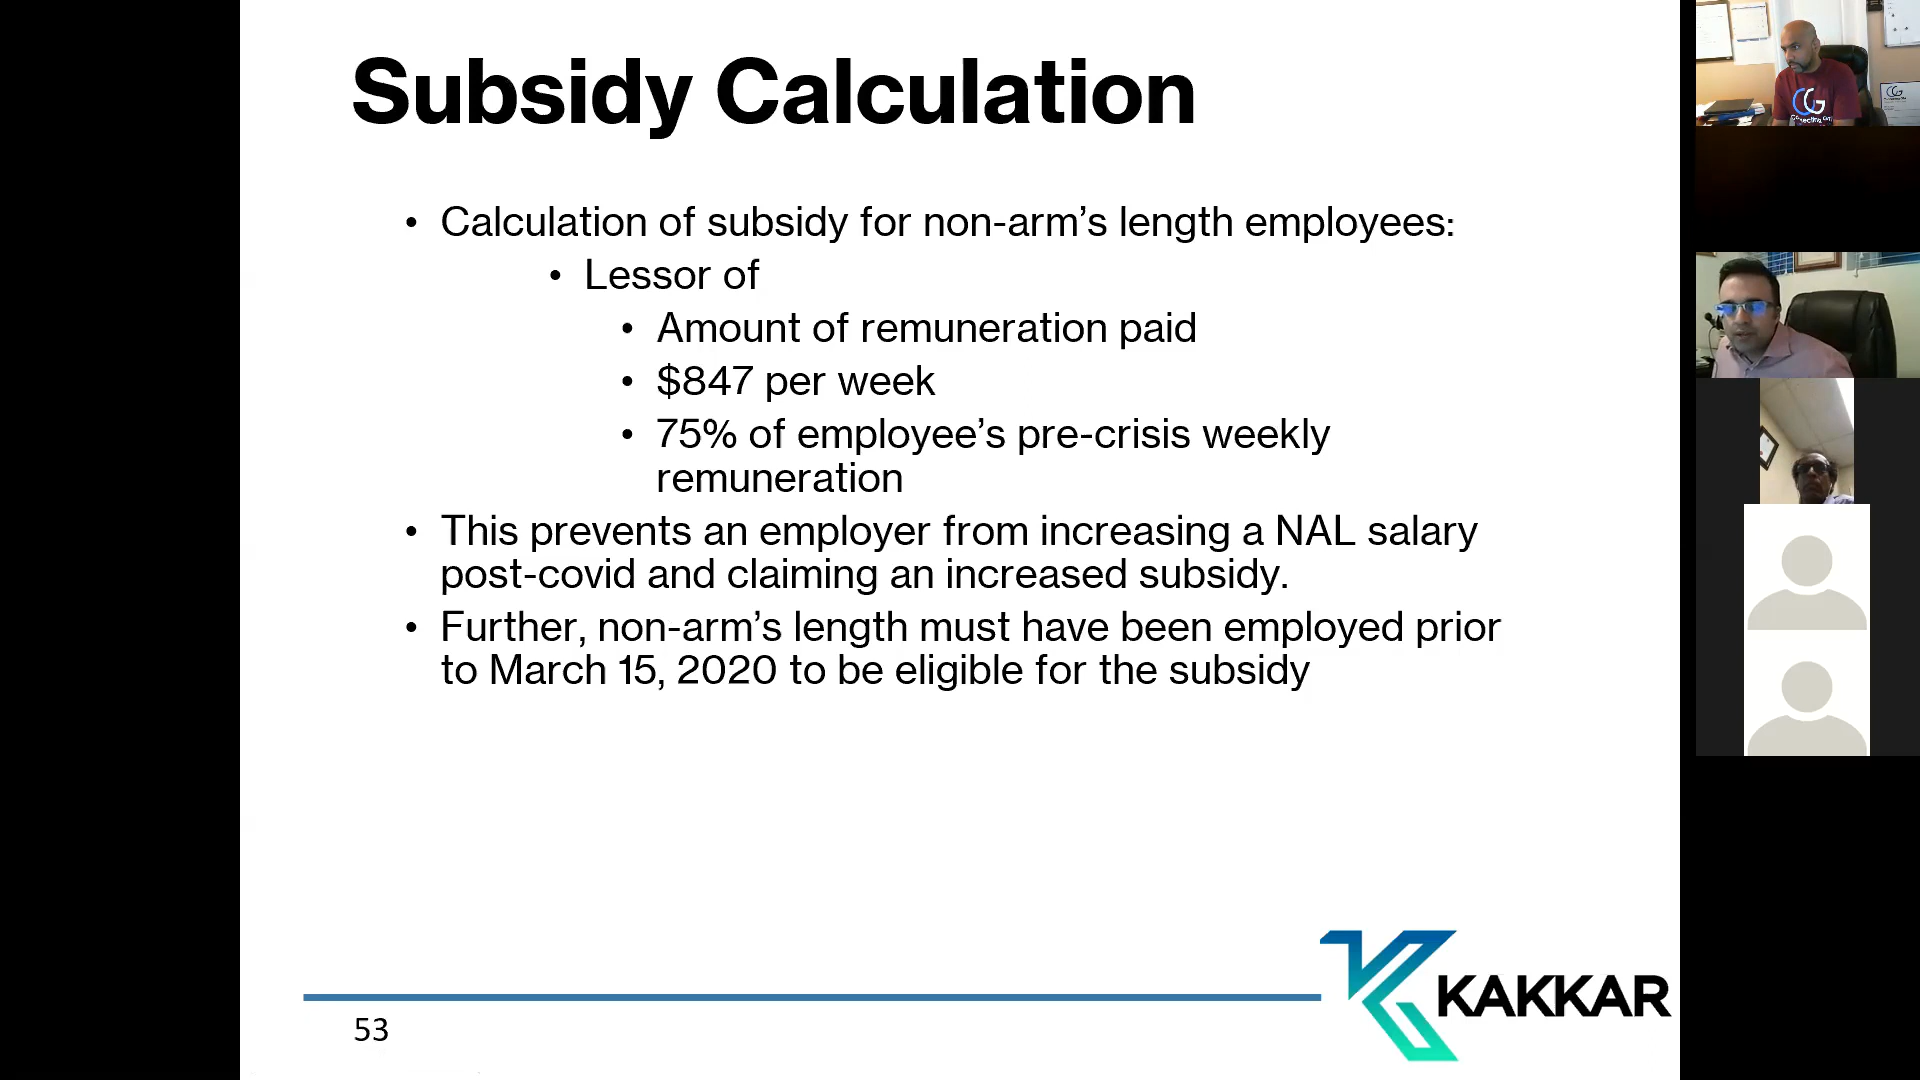 Subsidy Calculation
• Calculation of subsidy for non-arm’s length employees:
• Lessor of
• Amount of remuneration paid
• $847 per week
• 75% of employee’s pre-crisis weekly
remuneration
• This prevents an employer from increasing a NAL salary
post-covid and claiming an increased subsidy.
• Further, non-arm’s length must have been employed prior
to March 15, 2020 to be eligible for the subsidy
KAKKAR
53
CG